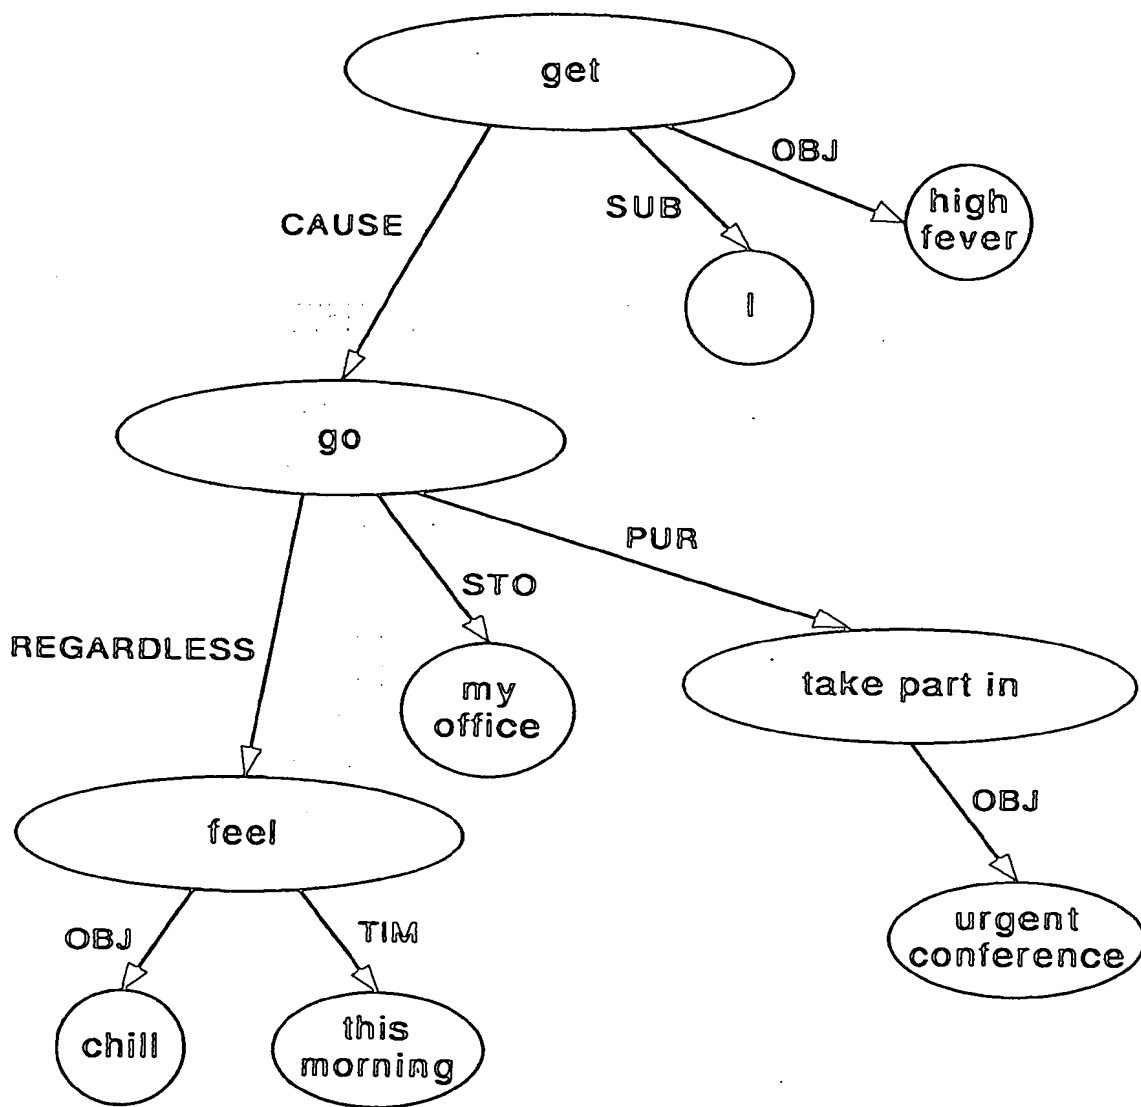 get
OBJ
high
fever
SUB
CAUSE
I
go
PUR
STO
REGARDLESS
my
office
take part in
feel
OBJ
urgent
conference
OBJ
TIM
chill
this
morning